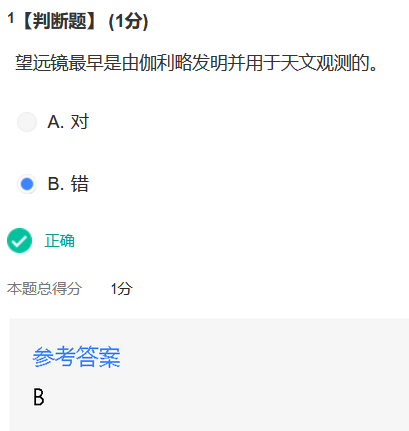 1【判断题】 (1分)
望远镜最早是由伽利略发明并用于天文观测的。
A. 对
B. 错
正确
本题总得分 1分
参考答案
B